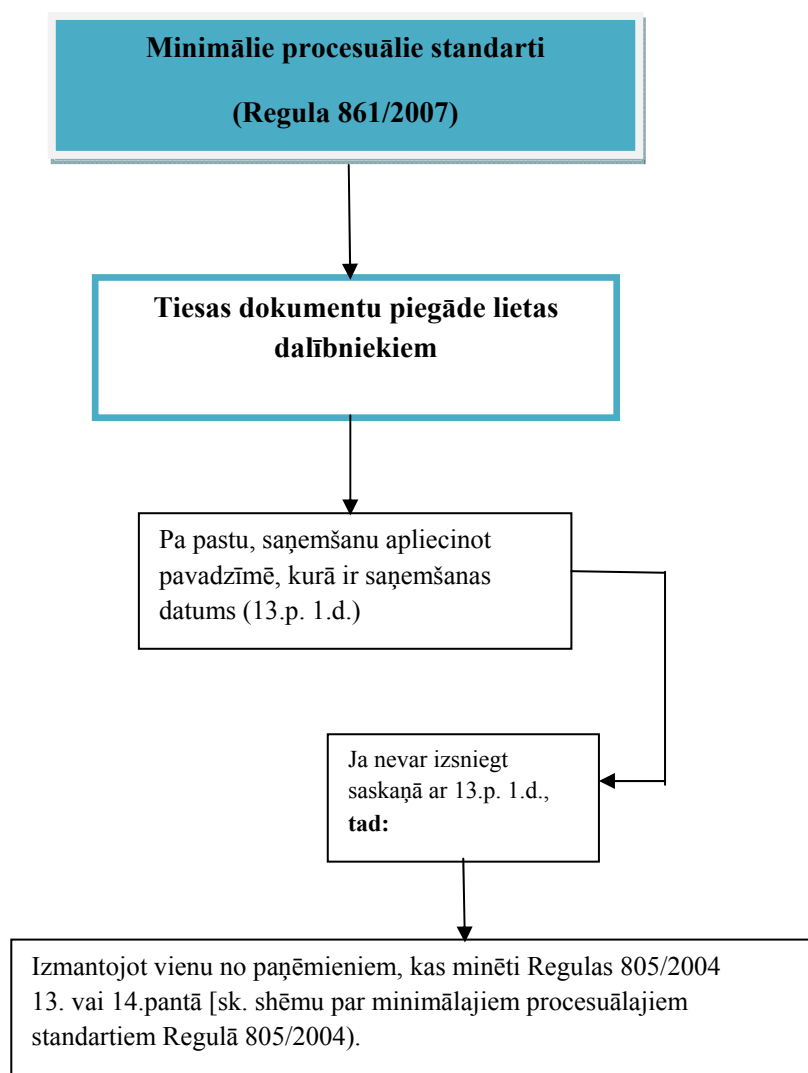 Minimālie procesuālie standarti
(Regula 861/2007)
Tiesas dokumentu piegāde lietas
dalībniekiem
Pa pastu, saņemšanu apliecinot
pavadzīmē, kurā ir saņemšanas
datums (13.p. 1.d.)
Ja nevar izsniegt
saskaņā ar 13.p. 1.d.,
tad:
Izmantojot vienu no paņēmieniem, kas minēti Regulas 805/2004
13. vai 14.pantā [sk. shēmu par minimālajiem procesuālajiem
standartiem Regulā 805/2004).